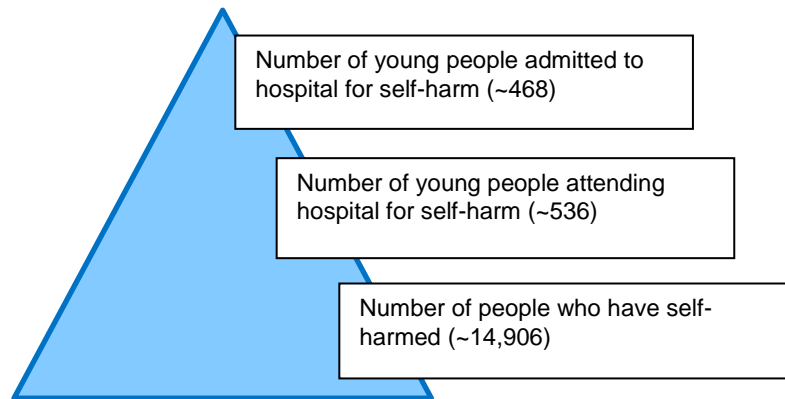 Number of young people admitted to
hospital for self-harm (~468)
Number of young people attending
hospital for self-harm (~536)
Number of people who have self-
harmed (~14,906)